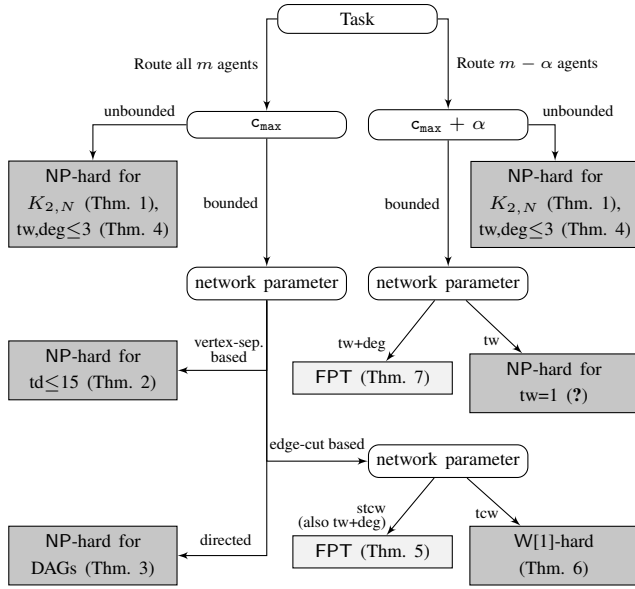 Task
Route all m agents
Route m − α agents
unbounded
c_max
c_max + α
unbounded
NP-hard for
K_{2,N} (Thm. 1),
tw,deg≤3 (Thm. 4)
bounded
bounded
NP-hard for
K_{2,N} (Thm. 1),
tw,deg≤3 (Thm. 4)
network parameter
network parameter
vertex-sep.
based
tw+deg
tw
NP-hard for
td≤15 (Thm. 2)
FPT (Thm. 7)
NP-hard for
tw=1 (?)
edge-cut based
network parameter
stcw
(also tw+deg)
tcw
directed
NP-hard for
DAGs (Thm. 3)
FPT (Thm. 5)
W[1]-hard
(Thm. 6)